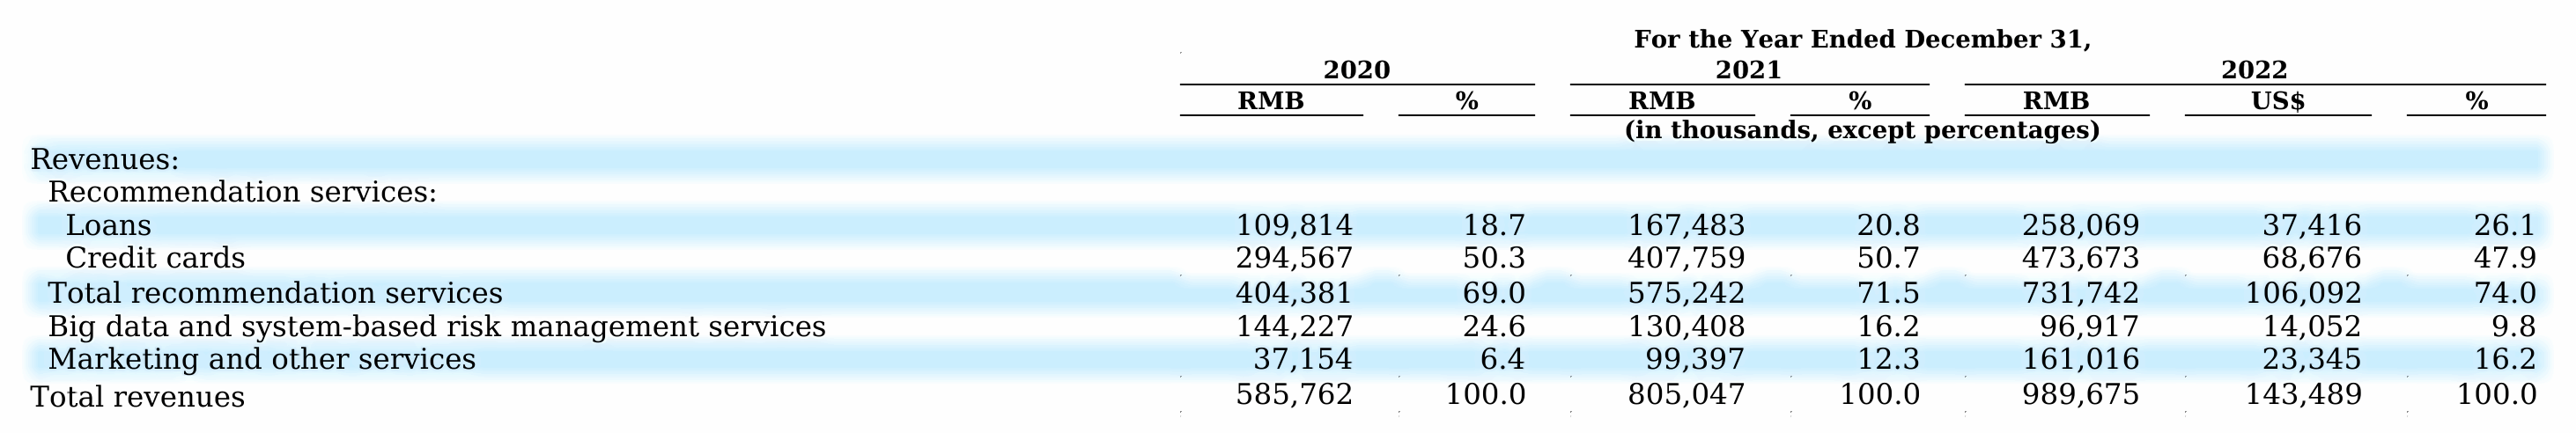 For the Year Ended December 31,
2020 2021 2022
RMB % RMB % RMB US$ %
(in thousands, except percentages)
Revenues:
Recommendation services:
Loans 109,814 18.7 167,483 20.8 258,069 37,416 26.1
Credit cards 294,567 50.3 407,759 50.7 473,673 68,676 47.9
Total recommendation services 404,381 69.0 575,242 71.5 731,742 106,092 74.0
Big data and system-based risk management services 144,227 24.6 130,408 16.2 96,917 14,052 9.8
Marketing and other services 37,154 6.4 99,397 12.3 161,016 23,345 16.2
Total revenues 585,762 100.0 805,047 100.0 989,675 143,489 100.0